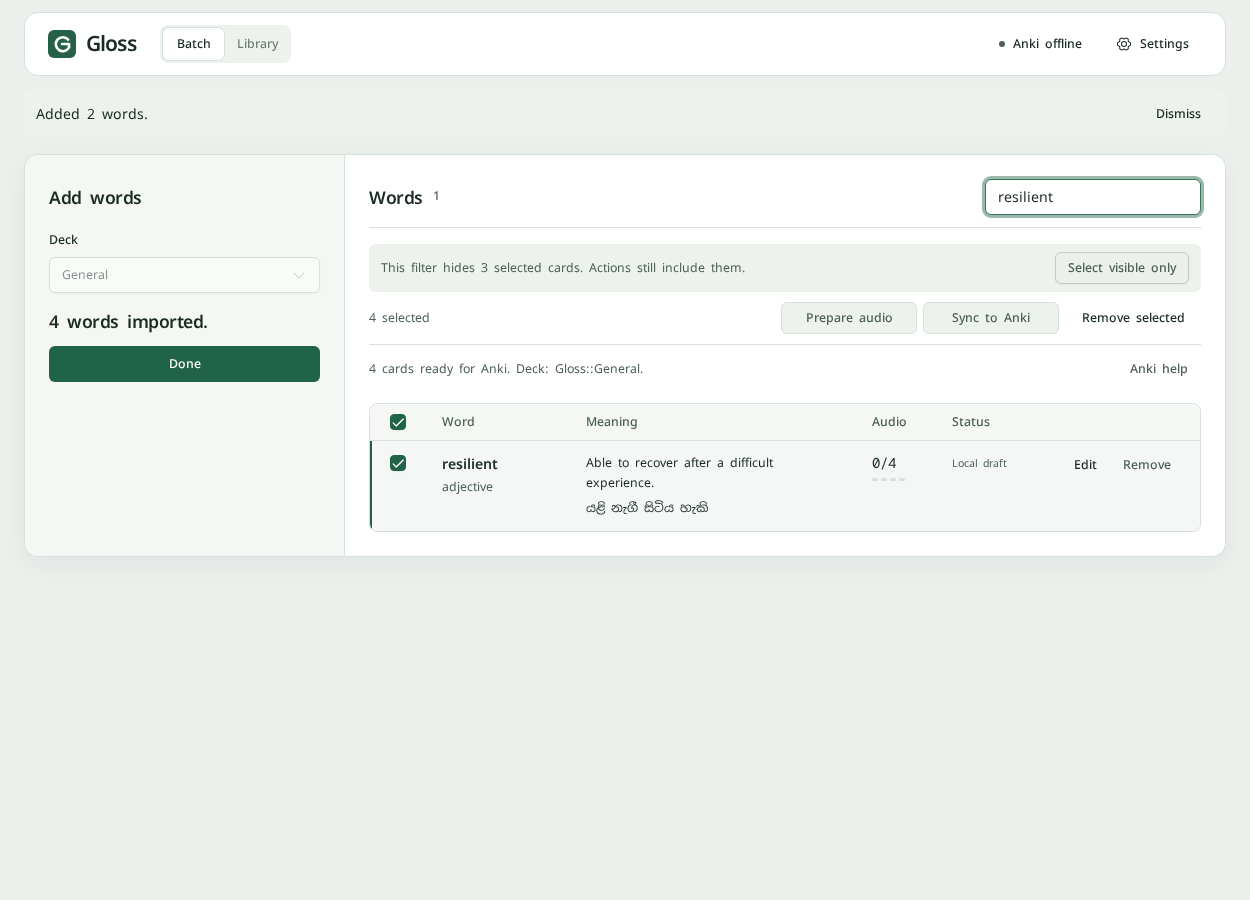 G Gloss
Batch Library
Anki offline
Settings
Added 2 words.
Dismiss
Add words
Deck
General
4 words imported.
Done
Words 1
resilient
This filter hides 3 selected cards. Actions still include them.
Select visible only
4 selected
Prepare audio
Sync to Anki
Remove selected
4 cards ready for Anki. Deck: Gloss::General.
Anki help
Word Meaning Audio Status
resilient
adjective
Able to recover after a difficult
experience.
යළි නැගී සිටිය හැකි
0/4
Local draft
Edit Remove